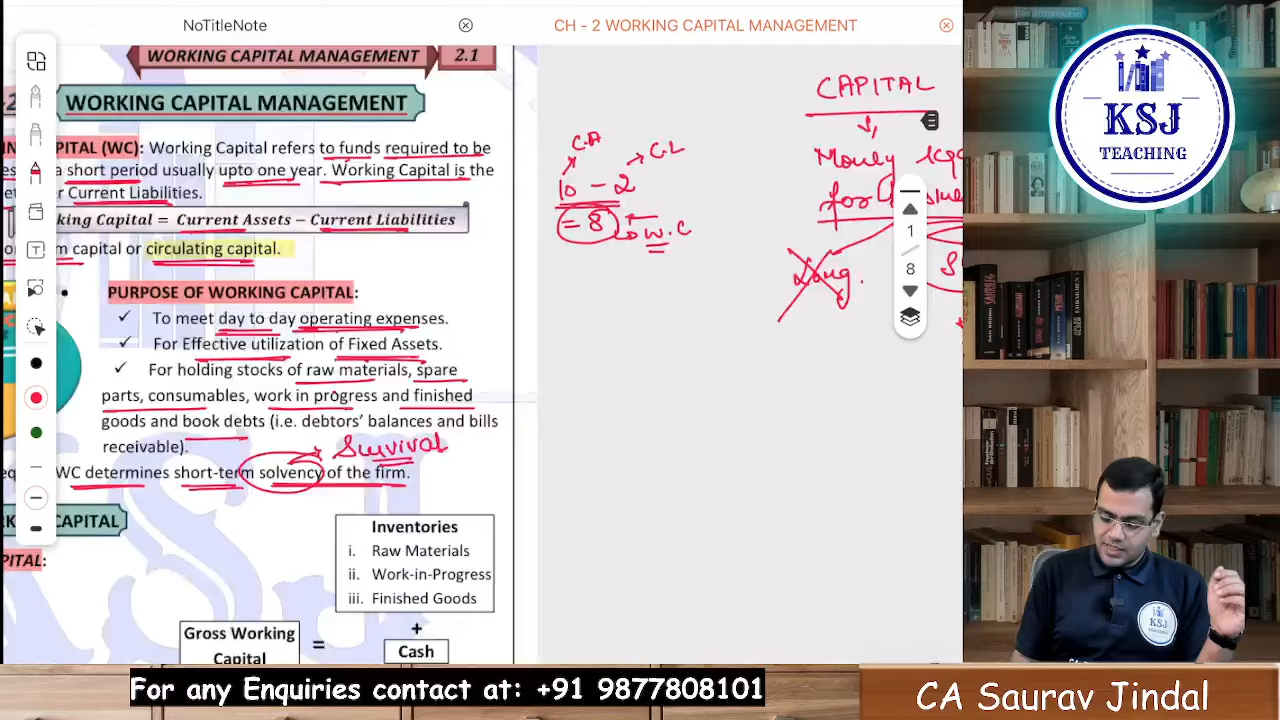 NoTitleNote
CH - 2 WORKING CAPITAL MANAGEMENT
WORKING CAPITAL MANAGEMENT 2.1
WORKING CAPITAL MANAGEMENT
PITAL (WC): Working Capital refers to funds required to be
a short period usually upto one year. Working Capital is the
Current Liabilities.
king Capital = Current Assets − Current Liabilities
capital or circulating capital.
PURPOSE OF WORKING CAPITAL:
✓ To meet day to day operating expenses.
✓ For Effective utilization of Fixed Assets.
✓ For holding stocks of raw materials, spare
parts, consumables, work in progress and finished
goods and book debts (i.e. debtors' balances and bills
receivable).
Survival
WC determines short-term solvency of the firm.
CAPITAL
PITAL:
Inventories
i. Raw Materials
ii. Work-in-Progress
iii. Finished Goods
+
Gross Working
Capital
=
Cash
C.A
C.L
10 - 2
= 8
W.C
CAPITAL
Money
for
Long.
1
8
KSJ
TEACHING
KSJ
TEACHING
For any Enquiries contact at: +91 9877808101
CA Saurav Jindal